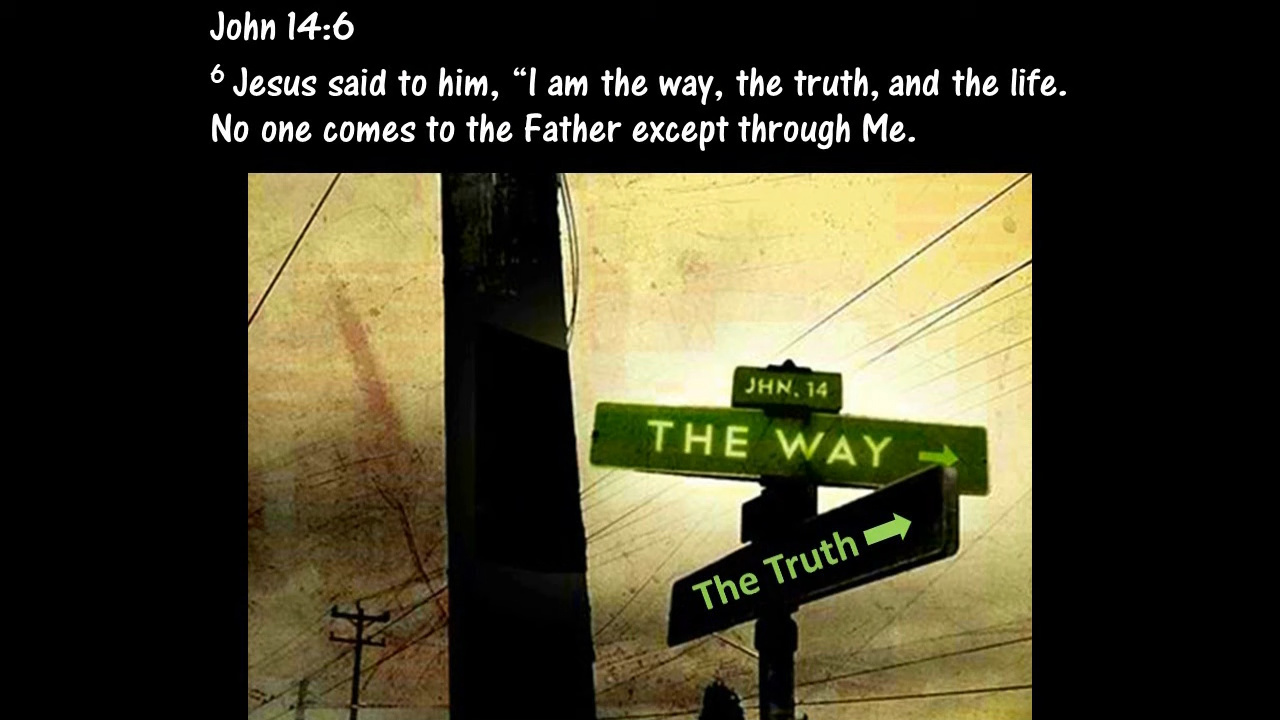 John 14:6
6 Jesus said to him, “I am the way, the truth, and the life.
No one comes to the Father except through Me.
JHN. 14
THE WAY
The Truth